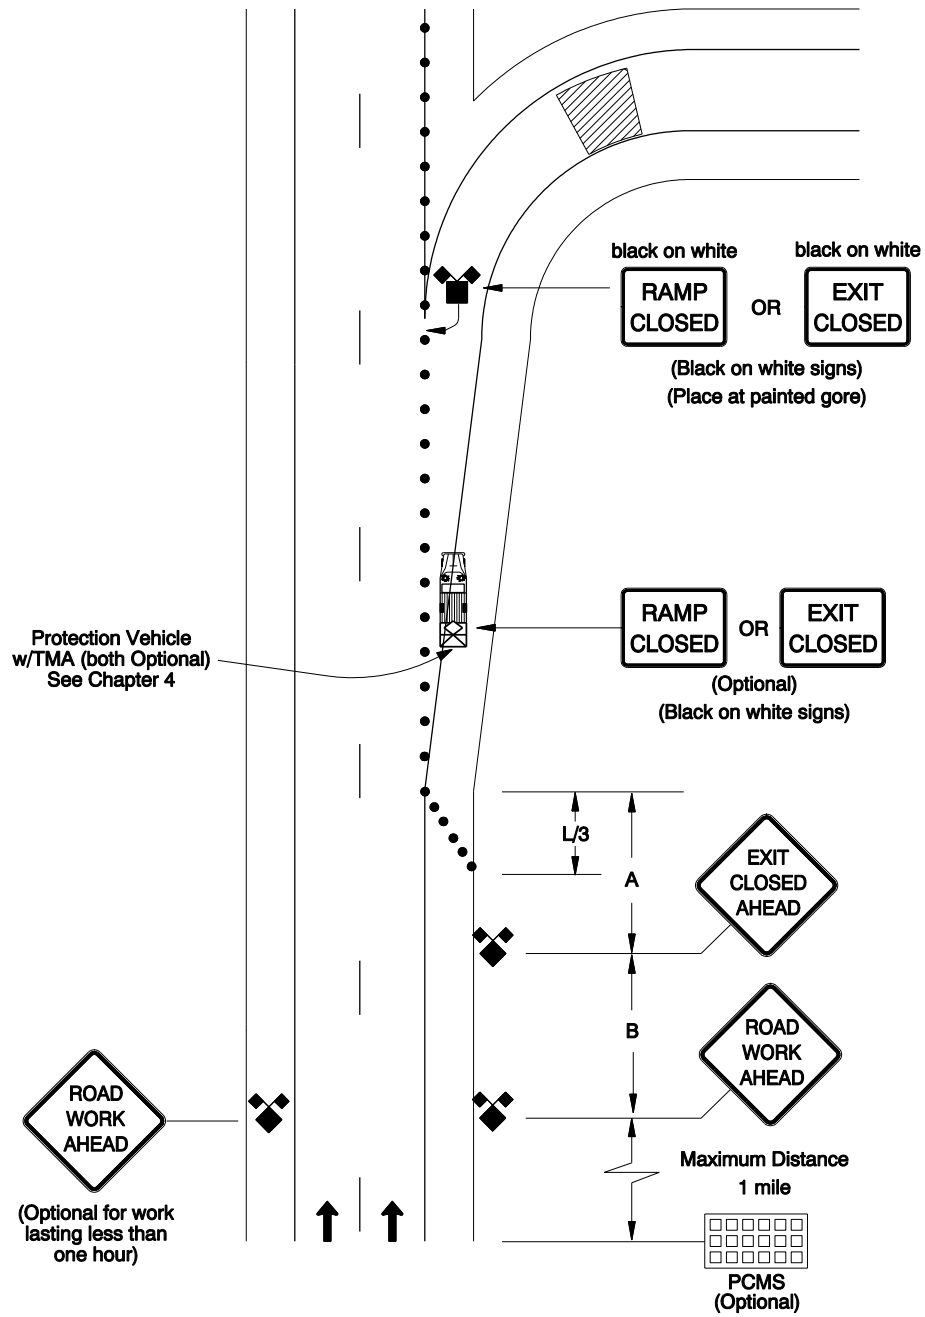 black on white
black on white
RAMP
CLOSED
OR
EXIT
CLOSED
(Black on white signs)
(Place at painted gore)
RAMP
CLOSED
OR
EXIT
CLOSED
(Optional)
(Black on white signs)
Protection Vehicle
w/TMA (both Optional)
See Chapter 4
L/3
A
EXIT
CLOSED
AHEAD
B
ROAD
WORK
AHEAD
ROAD
WORK
AHEAD
(Optional for work
lasting less than
one hour)
Maximum Distance
1 mile
PCMS
(Optional)